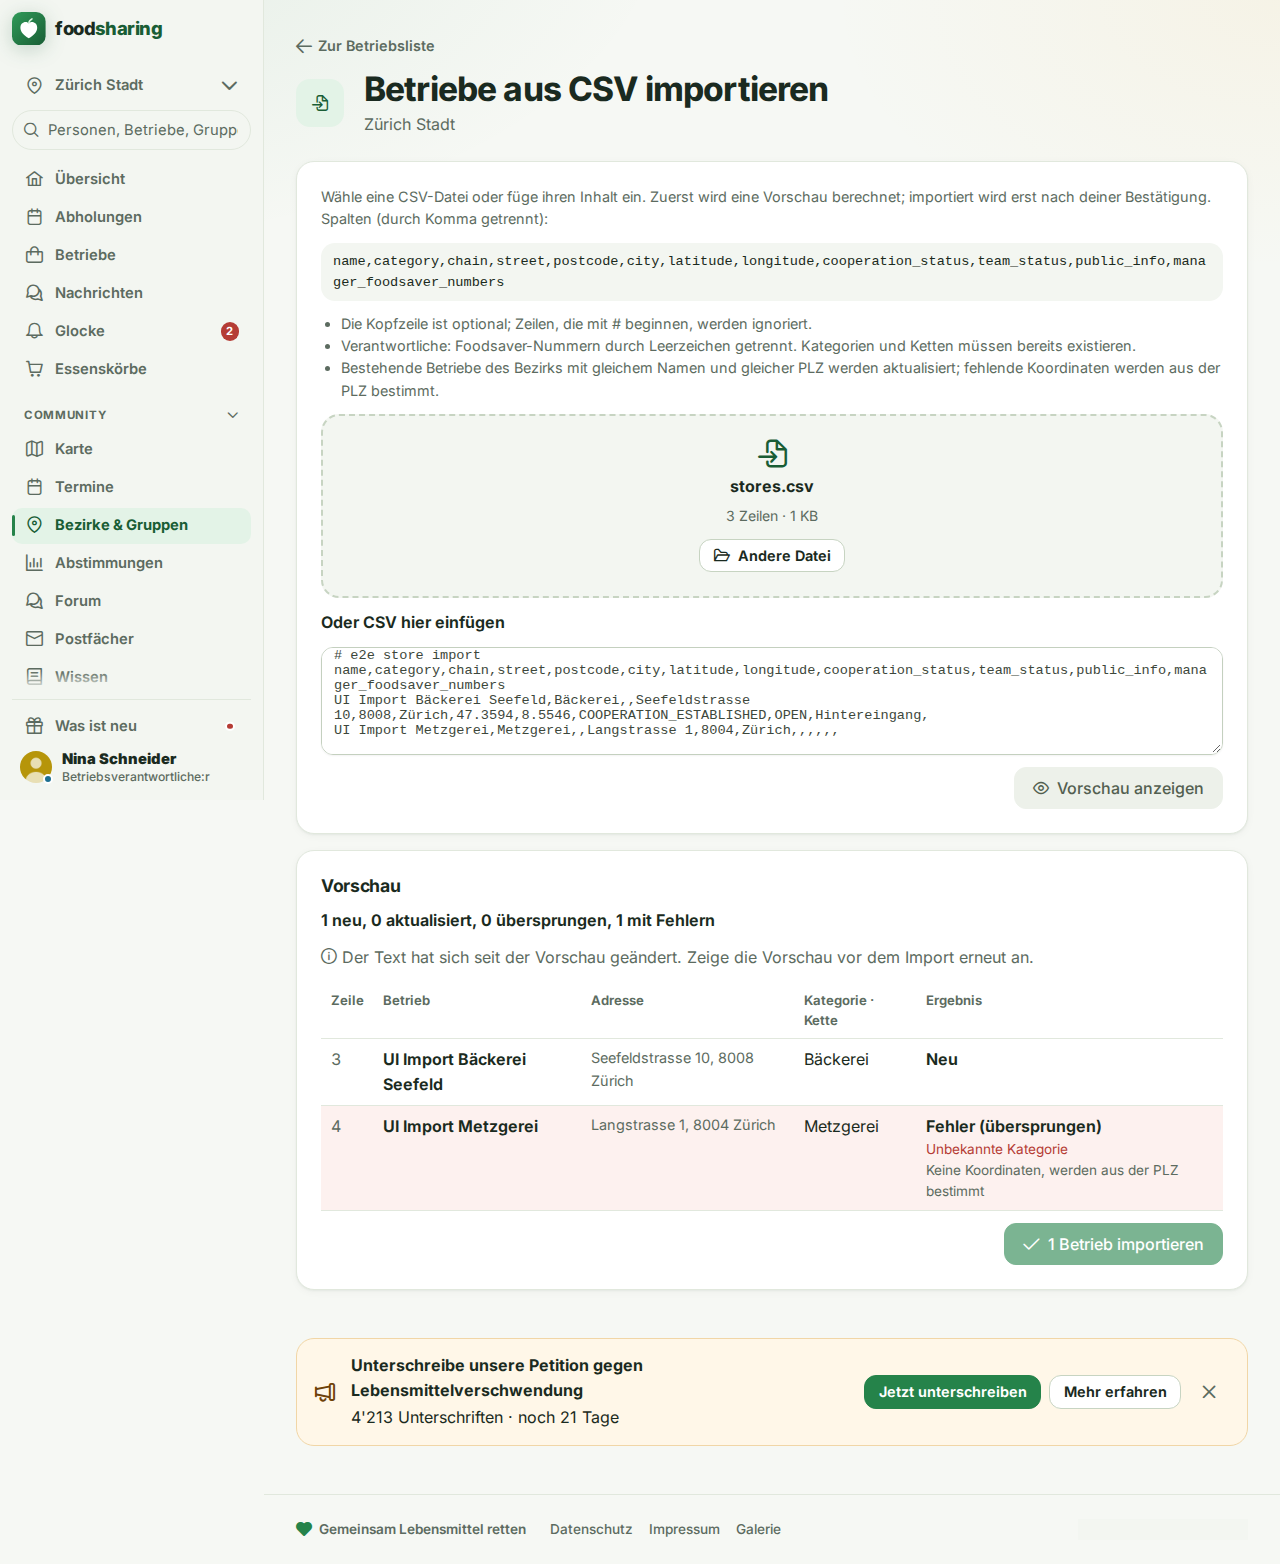 foodsharing
Zürich Stadt
Personen, Betriebe, Grupp
Übersicht
Abholungen
Betriebe
Nachrichten
Glocke 2
Essenskörbe
COMMUNITY
Karte
Termine
Bezirke & Gruppen
Abstimmungen
Forum
Postfächer
Wissen
Was ist neu
Nina Schneider
Betriebsverantwortliche:r
Zur Betriebsliste
Betriebe aus CSV importieren
Zürich Stadt
Wähle eine CSV-Datei oder füge ihren Inhalt ein. Zuerst wird eine Vorschau berechnet; importiert wird erst nach deiner Bestätigung.
Spalten (durch Komma getrennt):
name,category,chain,street,postcode,city,latitude,longitude,cooperation_status,team_status,public_info,mana
ger_foodsaver_numbers
Die Kopfzeile ist optional; Zeilen, die mit # beginnen, werden ignoriert.
Verantwortliche: Foodsaver-Nummern durch Leerzeichen getrennt. Kategorien und Ketten müssen bereits existieren.
Bestehende Betriebe des Bezirks mit gleichem Namen und gleicher PLZ werden aktualisiert; fehlende Koordinaten werden aus der
PLZ bestimmt.
stores.csv
3 Zeilen · 1 KB
Andere Datei
Oder CSV hier einfügen
# e2e store import
name,category,chain,street,postcode,city,latitude,longitude,cooperation_status,team_status,public_info,mana
ger_foodsaver_numbers
UI Import Bäckerei Seefeld,Bäckerei,,Seefeldstrasse
10,8008,Zürich,47.3594,8.5546,COOPERATION_ESTABLISHED,OPEN,Hintereingang,
UI Import Metzgerei,Metzgerei,,Langstrasse 1,8004,Zürich,,,,,,
Vorschau anzeigen
Vorschau
1 neu, 0 aktualisiert, 0 übersprungen, 1 mit Fehlern
Der Text hat sich seit der Vorschau geändert. Zeige die Vorschau vor dem Import erneut an.
Zeile Betrieb Adresse Kategorie · Ergebnis
Kette
3 UI Import Bäckerei Seefeldstrasse 10, 8008 Bäckerei Neu
Seefeld Zürich
4 UI Import Metzgerei Langstrasse 1, 8004 Zürich Metzgerei Fehler (übersprungen)
Unbekannte Kategorie
Keine Koordinaten, werden aus der PLZ
bestimmt
1 Betrieb importieren
Unterschreibe unsere Petition gegen
Lebensmittelverschwendung
4'213 Unterschriften · noch 21 Tage
Jetzt unterschreiben
Mehr erfahren
Gemeinsam Lebensmittel retten Datenschutz Impressum Galerie